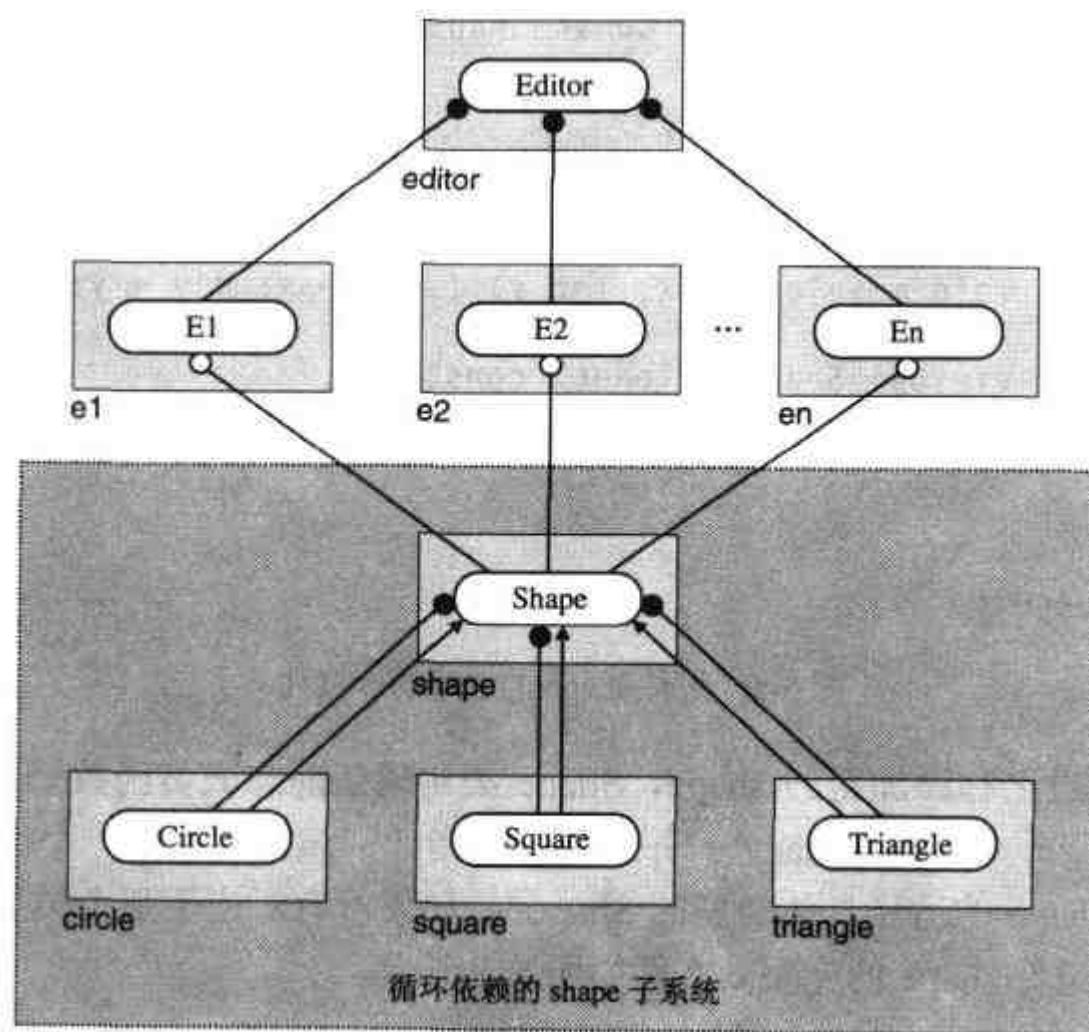 Editor
editor
E1
E2
...
En
e1
e2
en
Shape
shape
Circle
Square
Triangle
circle
square
triangle
循环依赖的 shape 子系统